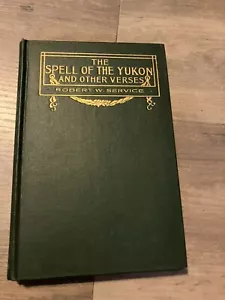 THE
SPELL OF THE YUKON
AND OTHER VERSES
ROBERT W. SERVICE